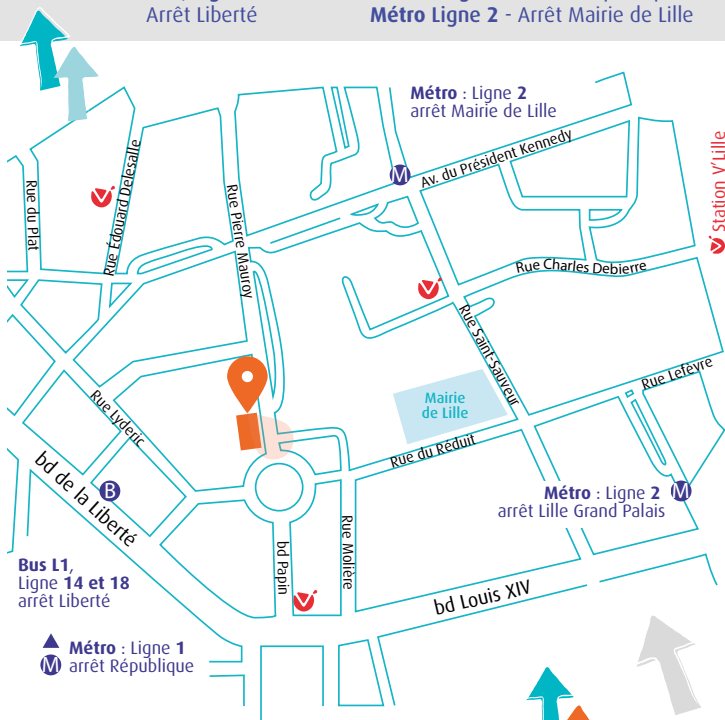 Arrêt Liberté
Métro Ligne 2 - Arrêt Mairie de Lille
Métro : Ligne 2
arrêt Mairie de Lille
M
Av. du Président Kennedy
Station V'Lille
Rue du Plat
Rue Édouard Delesalle
Rue Pierre Mauroy
Rue Charles Debierre
Rue Saint-Sauveur
Rue Lefèvre
Mairie
de Lille
Rue Lyderic
Rue du Réduit
bd de la Liberté
B
Métro : Ligne 2
arrêt Lille Grand Palais
M
bd Papin
Rue Molière
bd Louis XIV
Bus L1,
Ligne 14 et 18
arrêt Liberté
Métro : Ligne 1
M arrêt République